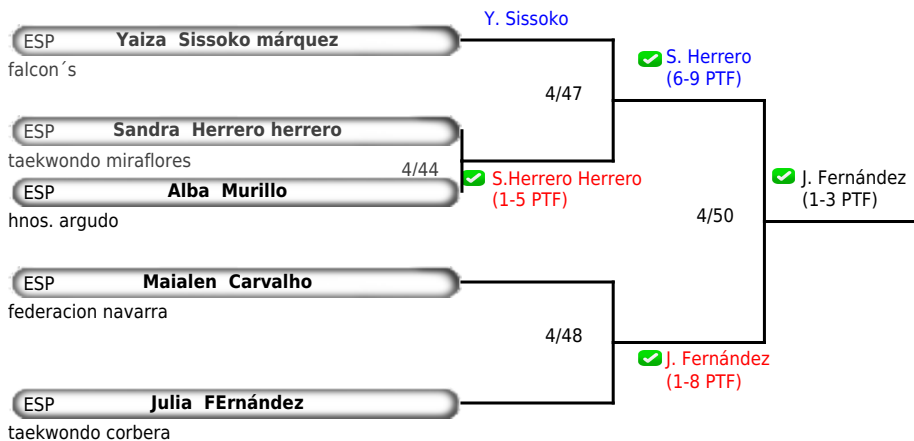 Y. Sissoko
ESP Yaiza Sissoko márquez
falcon´s
S. Herrero
(6-9 PTF)
4/47
ESP Sandra Herrero herrero
taekwondo miraflores
4/44
S.Herrero Herrero
(1-5 PTF)
ESP Alba Murillo
hnos. argudo
J. Fernández
(1-3 PTF)
4/50
ESP Maialen Carvalho
federacion navarra
4/48
J. Fernández
(1-8 PTF)
ESP Julia FErnández
taekwondo corbera